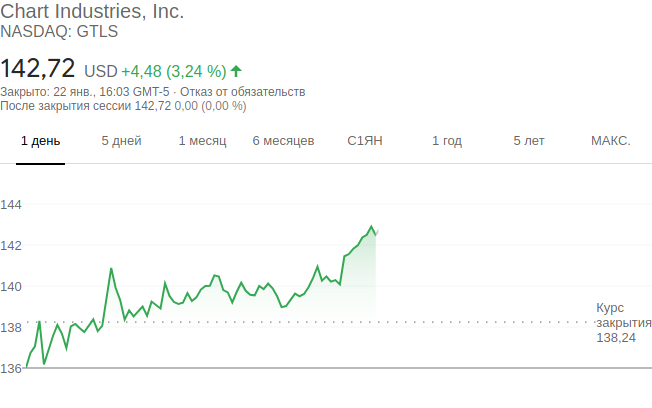 Chart Industries, Inc.
NASDAQ: GTLS
142,72 USD +4,48 (3,24 %)
Закрыто: 22 янв., 16:03 GMT-5 · Отказ от обязательств
После закрытия сессии 142,72 0,00 (0,00 %)
1 день 5 дней 1 месяц 6 месяцев С1ЯН 1 год 5 лет МАКС.
144
142
140
Курс
138 закрытия
138,24
136